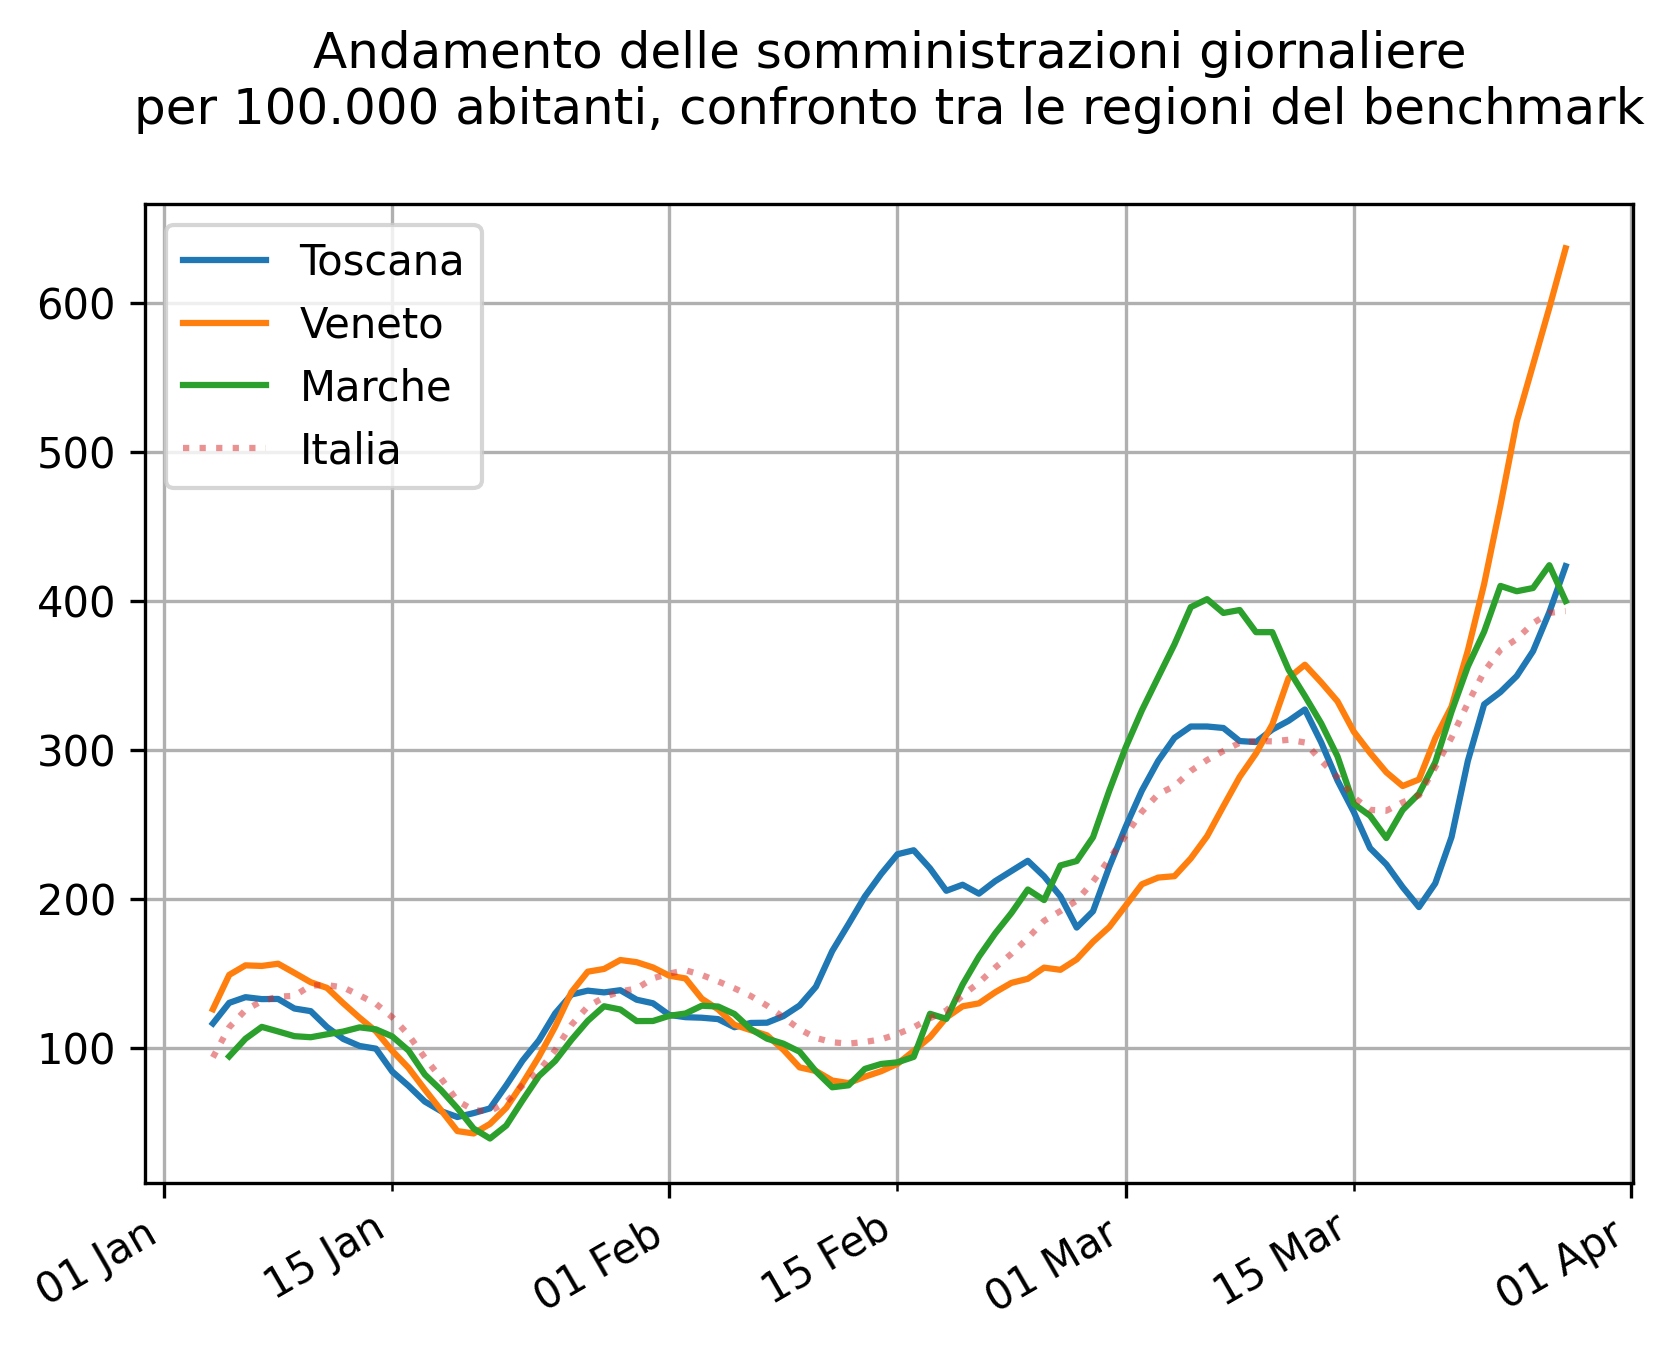 Andamento delle somministrazioni giornaliere
per 100.000 abitanti, confronto tra le regioni del benchmark
Toscana
Veneto
Marche
Italia
600
500
400
300
200
100
01 Jan
15 Jan
01 Feb
15 Feb
01 Mar
15 Mar
01 Apr